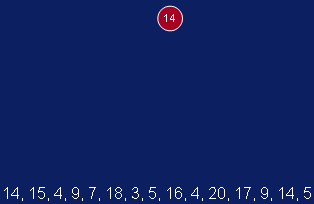 14
14, 15, 4, 9, 7, 18, 3, 5, 16, 4, 20, 17, 9, 14, 5